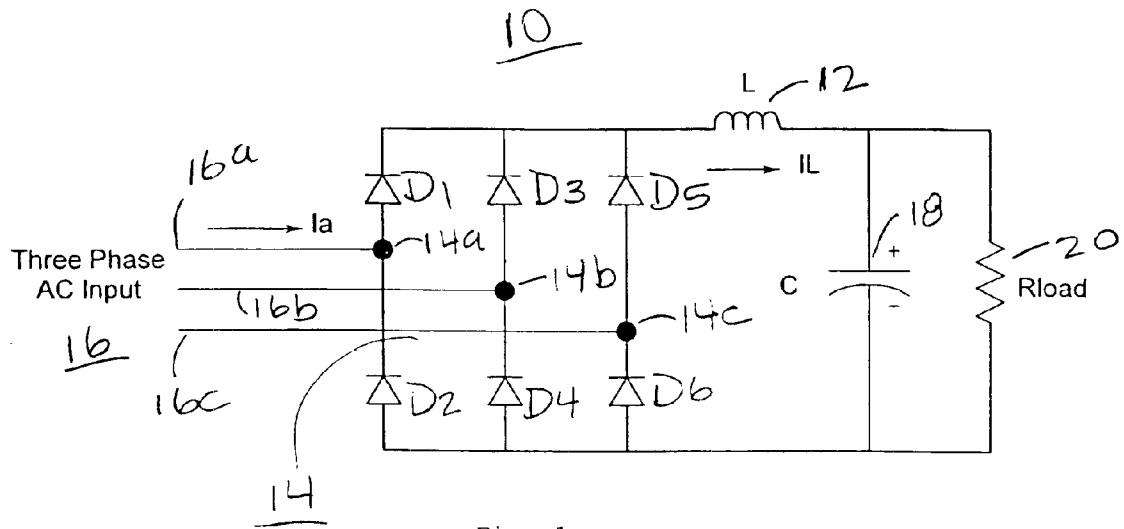 10
L
12
16a
D1
D3
D5
IL
Ia
14a
18
20
Three Phase
AC Input
14b
+
C
Rload
16b
14c
-
16
16c
D2
D4
D6
14